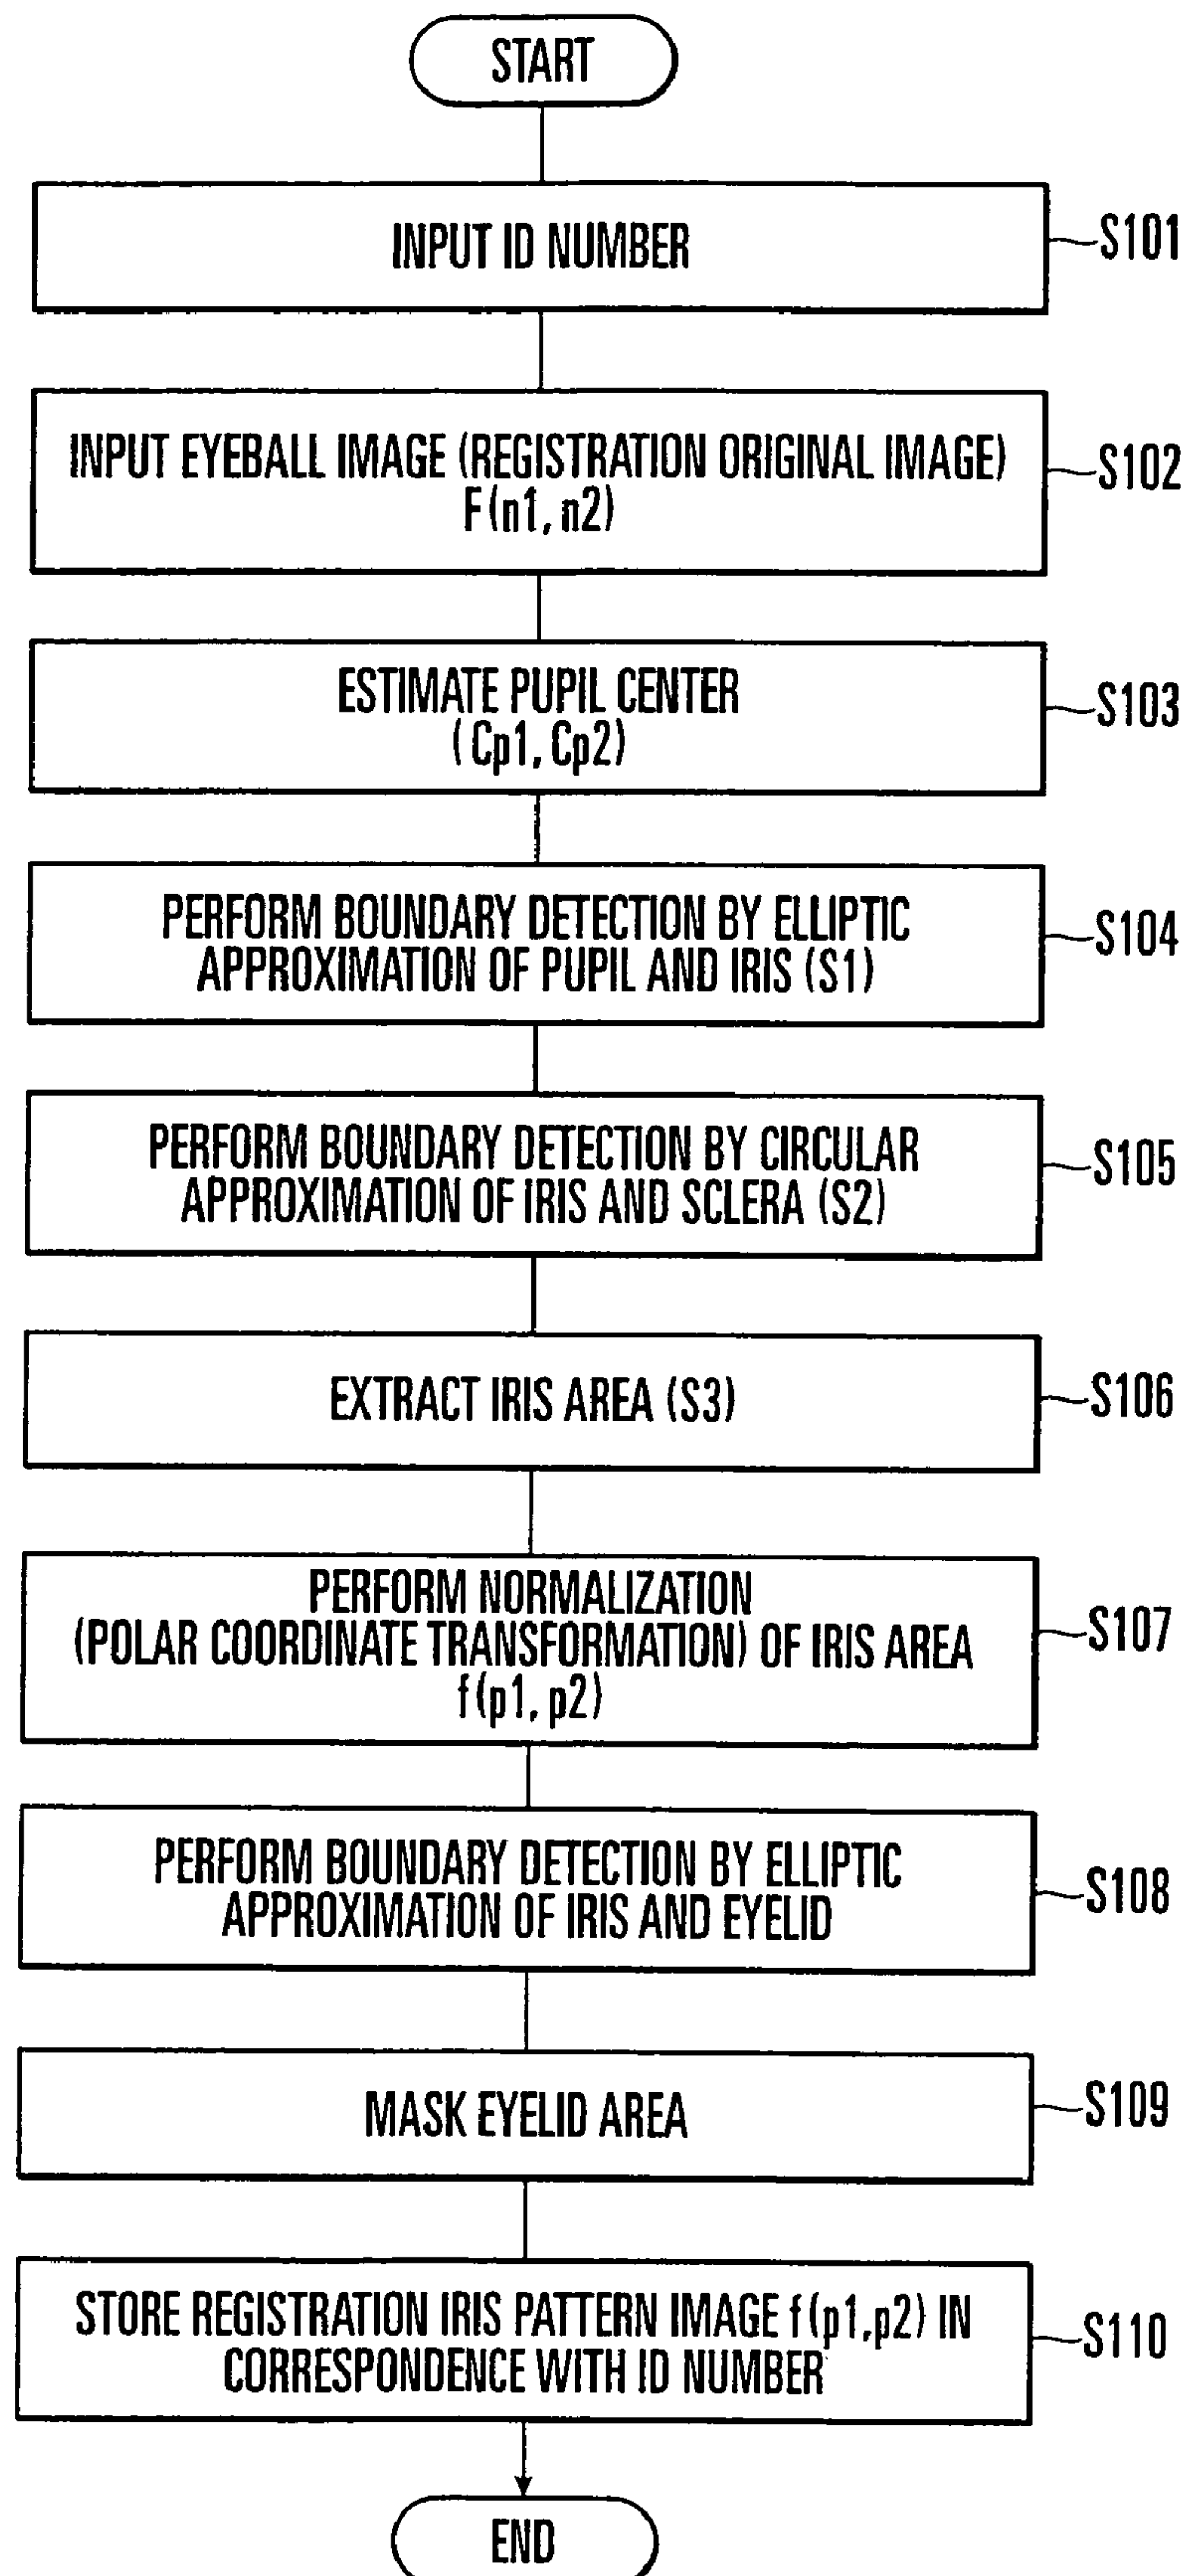 START
INPUT ID NUMBER
S101
INPUT EYEBALL IMAGE (REGISTRATION ORIGINAL IMAGE)
F(n1, n2)
S102
ESTIMATE PUPIL CENTER
(Cp1, Cp2)
S103
PERFORM BOUNDARY DETECTION BY ELLIPTIC
APPROXIMATION OF PUPIL AND IRIS (S1)
S104
PERFORM BOUNDARY DETECTION BY CIRCULAR
APPROXIMATION OF IRIS AND SCLERA (S2)
S105
EXTRACT IRIS AREA (S3)
S106
PERFORM NORMALIZATION
(POLAR COORDINATE TRANSFORMATION) OF IRIS AREA
f(p1, p2)
S107
PERFORM BOUNDARY DETECTION BY ELLIPTIC
APPROXIMATION OF IRIS AND EYELID
S108
MASK EYELID AREA
S109
STORE REGISTRATION IRIS PATTERN IMAGE f(p1,p2) IN
CORRESPONDENCE WITH ID NUMBER
S110
END